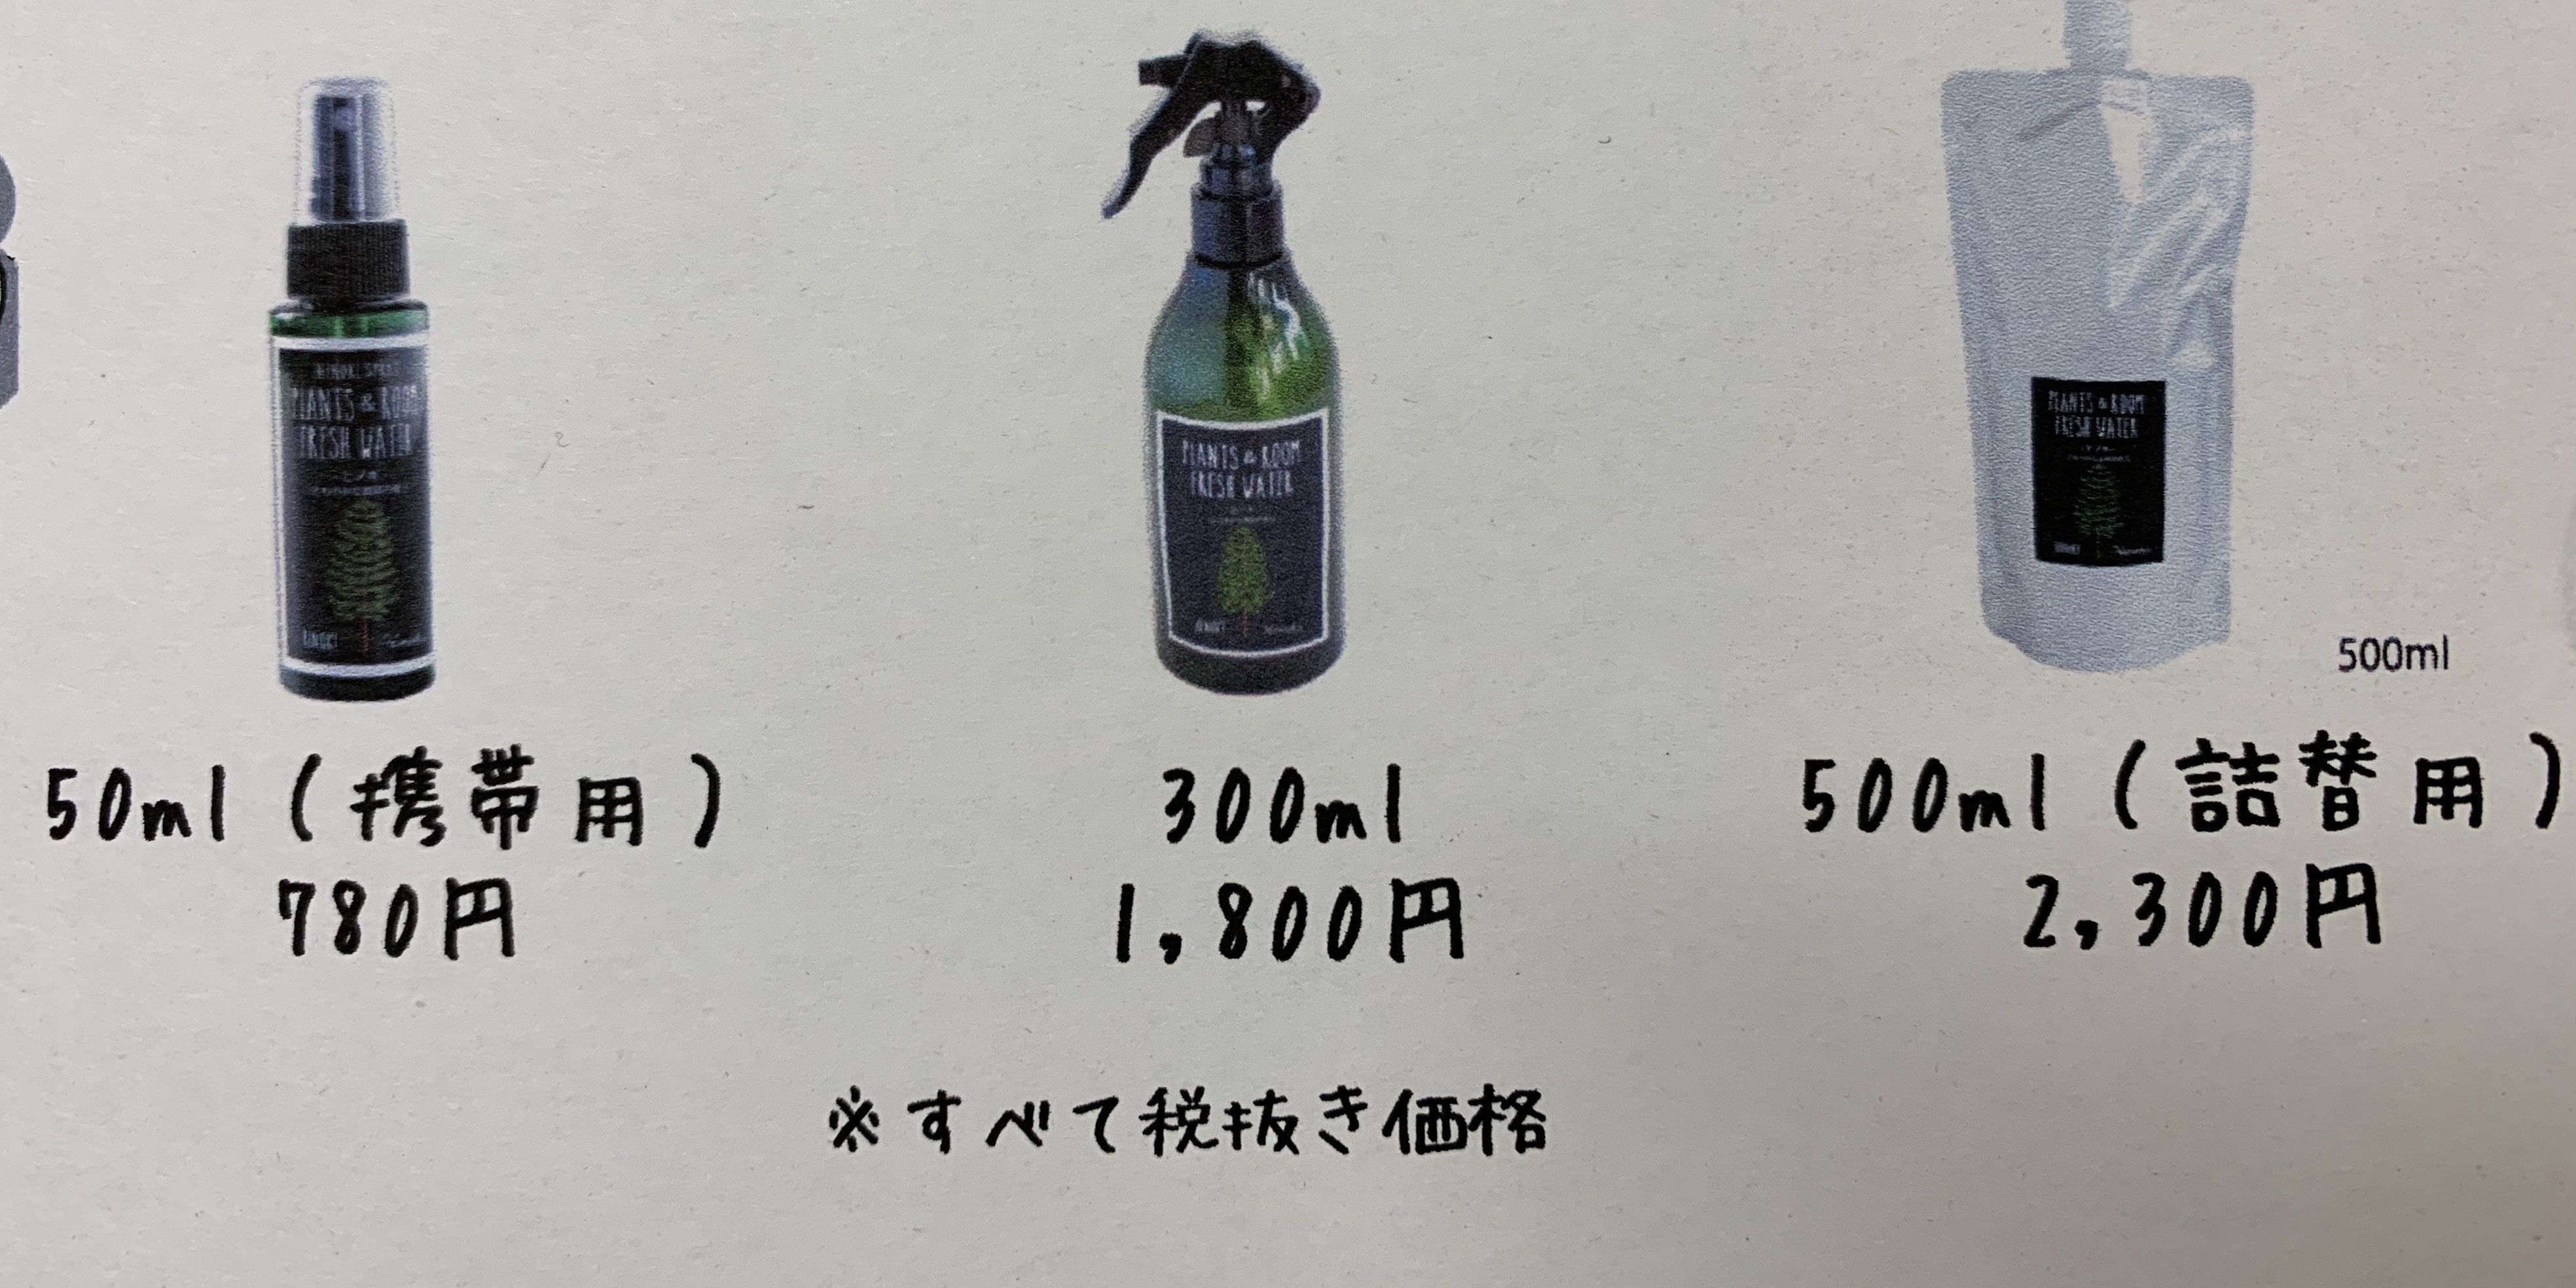 PLANTS & ROOM
FRESH WATER
PLANTS & ROOM
FRESH WATER
HINOKI
PLANTS & ROOM
FRESH WATER
500ml
50ml（携帯用）
780円
300ml
1,800円
500ml（詰替用）
2,300円
※すべて税抜き価格